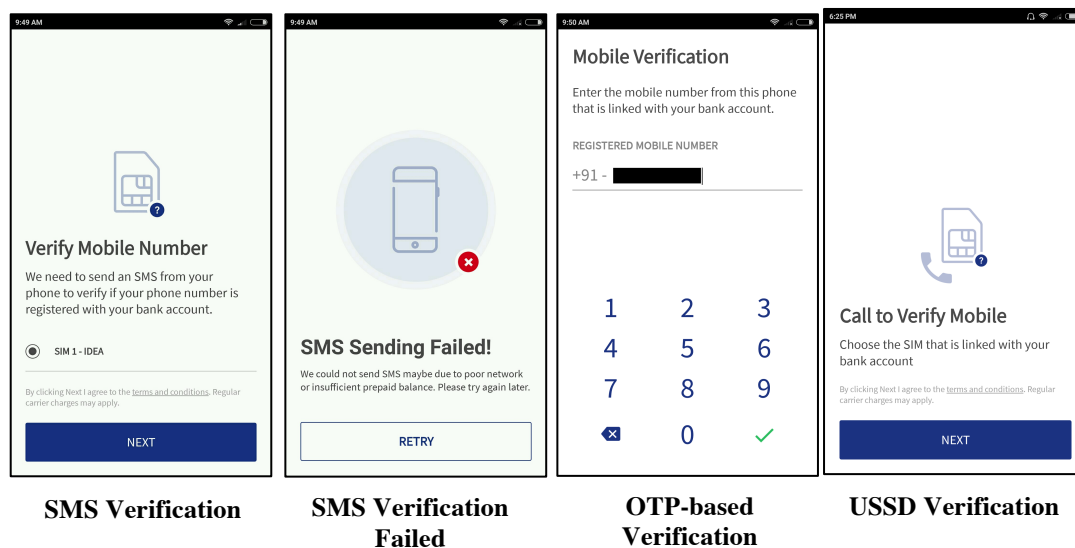 9:49 AM
Verify Mobile Number
We need to send an SMS from your
phone to verify if your phone number is
registered with your bank account.
SIM 1 - IDEA
By clicking Next I agree to the terms and conditions. Regular
carrier charges may apply.
NEXT
SMS Verification
9:49 AM
SMS Sending Failed!
We could not send SMS maybe due to poor network
or insufficient prepaid balance. Please try again later.
RETRY
SMS Verification
Failed
9:50 AM
Mobile Verification
Enter the mobile number from this phone
that is linked with your bank account.
REGISTERED MOBILE NUMBER
+91 -
1 2 3
4 5 6
7 8 9
0
OTP-based
Verification
6:25 PM
?
Call to Verify Mobile
Choose the SIM that is linked with your
bank account
By clicking Next I agree to the terms and conditions. Regular
carrier charges may apply.
NEXT
USSD Verification